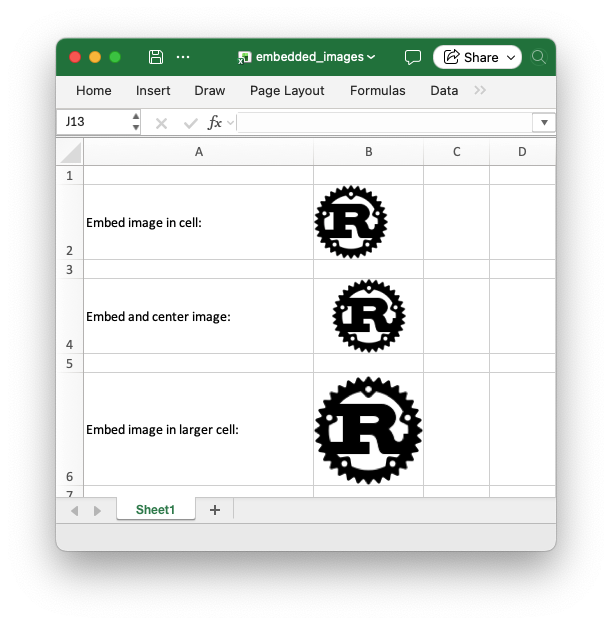 embedded_images
Share
Home Insert Draw Page Layout Formulas Data
J13 fx
A B C D
1
Embed image in cell: R
2
3
Embed and center image: R
4
5
Embed image in larger cell: R
6
7
Sheet1 +